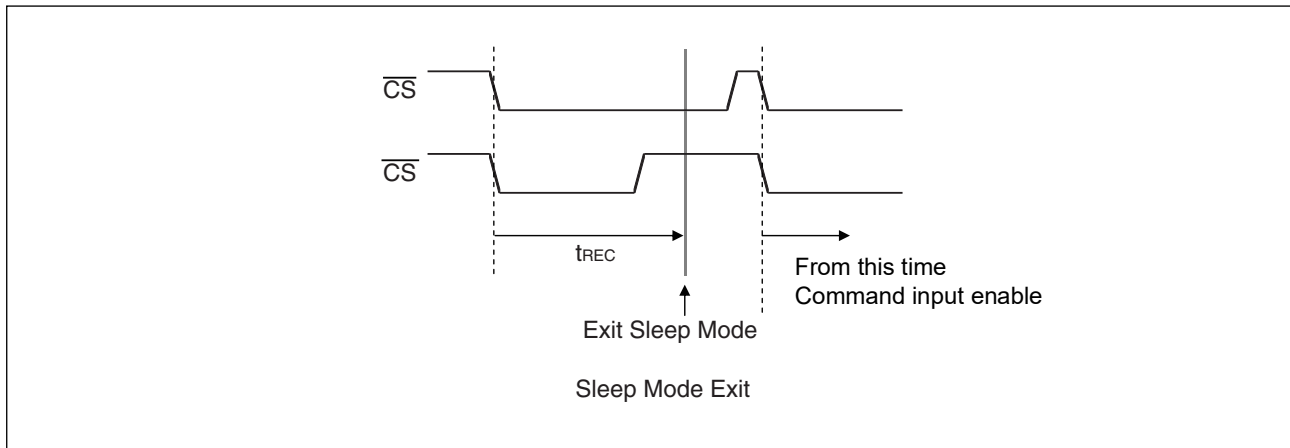 CS
CS
tREC
From this time
Command input enable
Exit Sleep Mode
Sleep Mode Exit